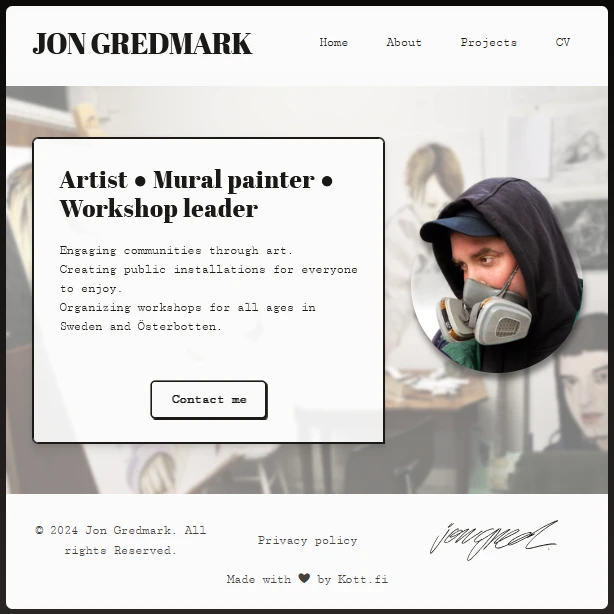 JON GREDMARK
Home About Projects CV
Artist ● Mural painter ●
Workshop leader
Engaging communities through art.
Creating public installations for everyone
to enjoy.
Organizing workshops for all ages in
Sweden and Österbotten.
Contact me
© 2024 Jon Gredmark. All
rights Reserved.
Privacy policy
Made with ♥ by Kott.fi